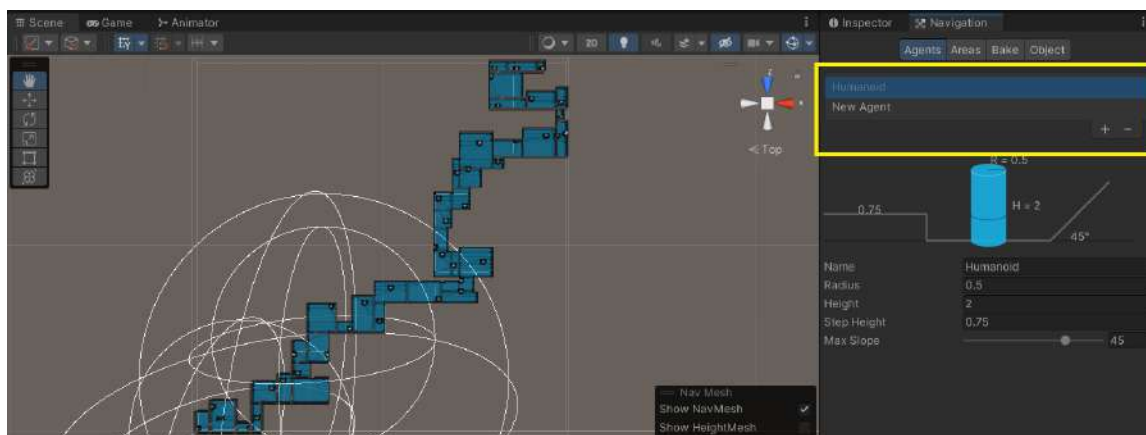 Scene Game Animator
2D
Top
Nav Mesh
Show NavMesh
Show HeightMesh
Inspector Navigation
Agents Areas Bake Object
Humanoid
New Agent
+ −
R = 0.5
0.75
H = 2
45°
Name Humanoid
Radius 0.5
Height 2
Step Height 0.75
Max Slope 45